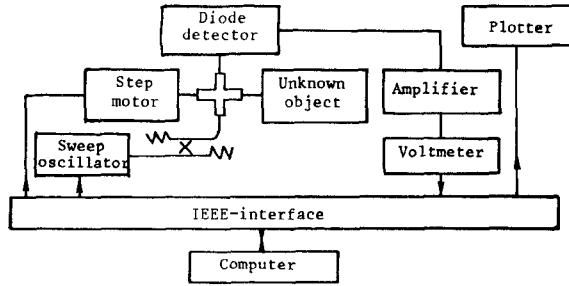 Diode
detector
Plotter
Step
motor
Unknown
object
Amplifier
Sweep
oscillator
Voltmeter
IEEE-interface
Computer